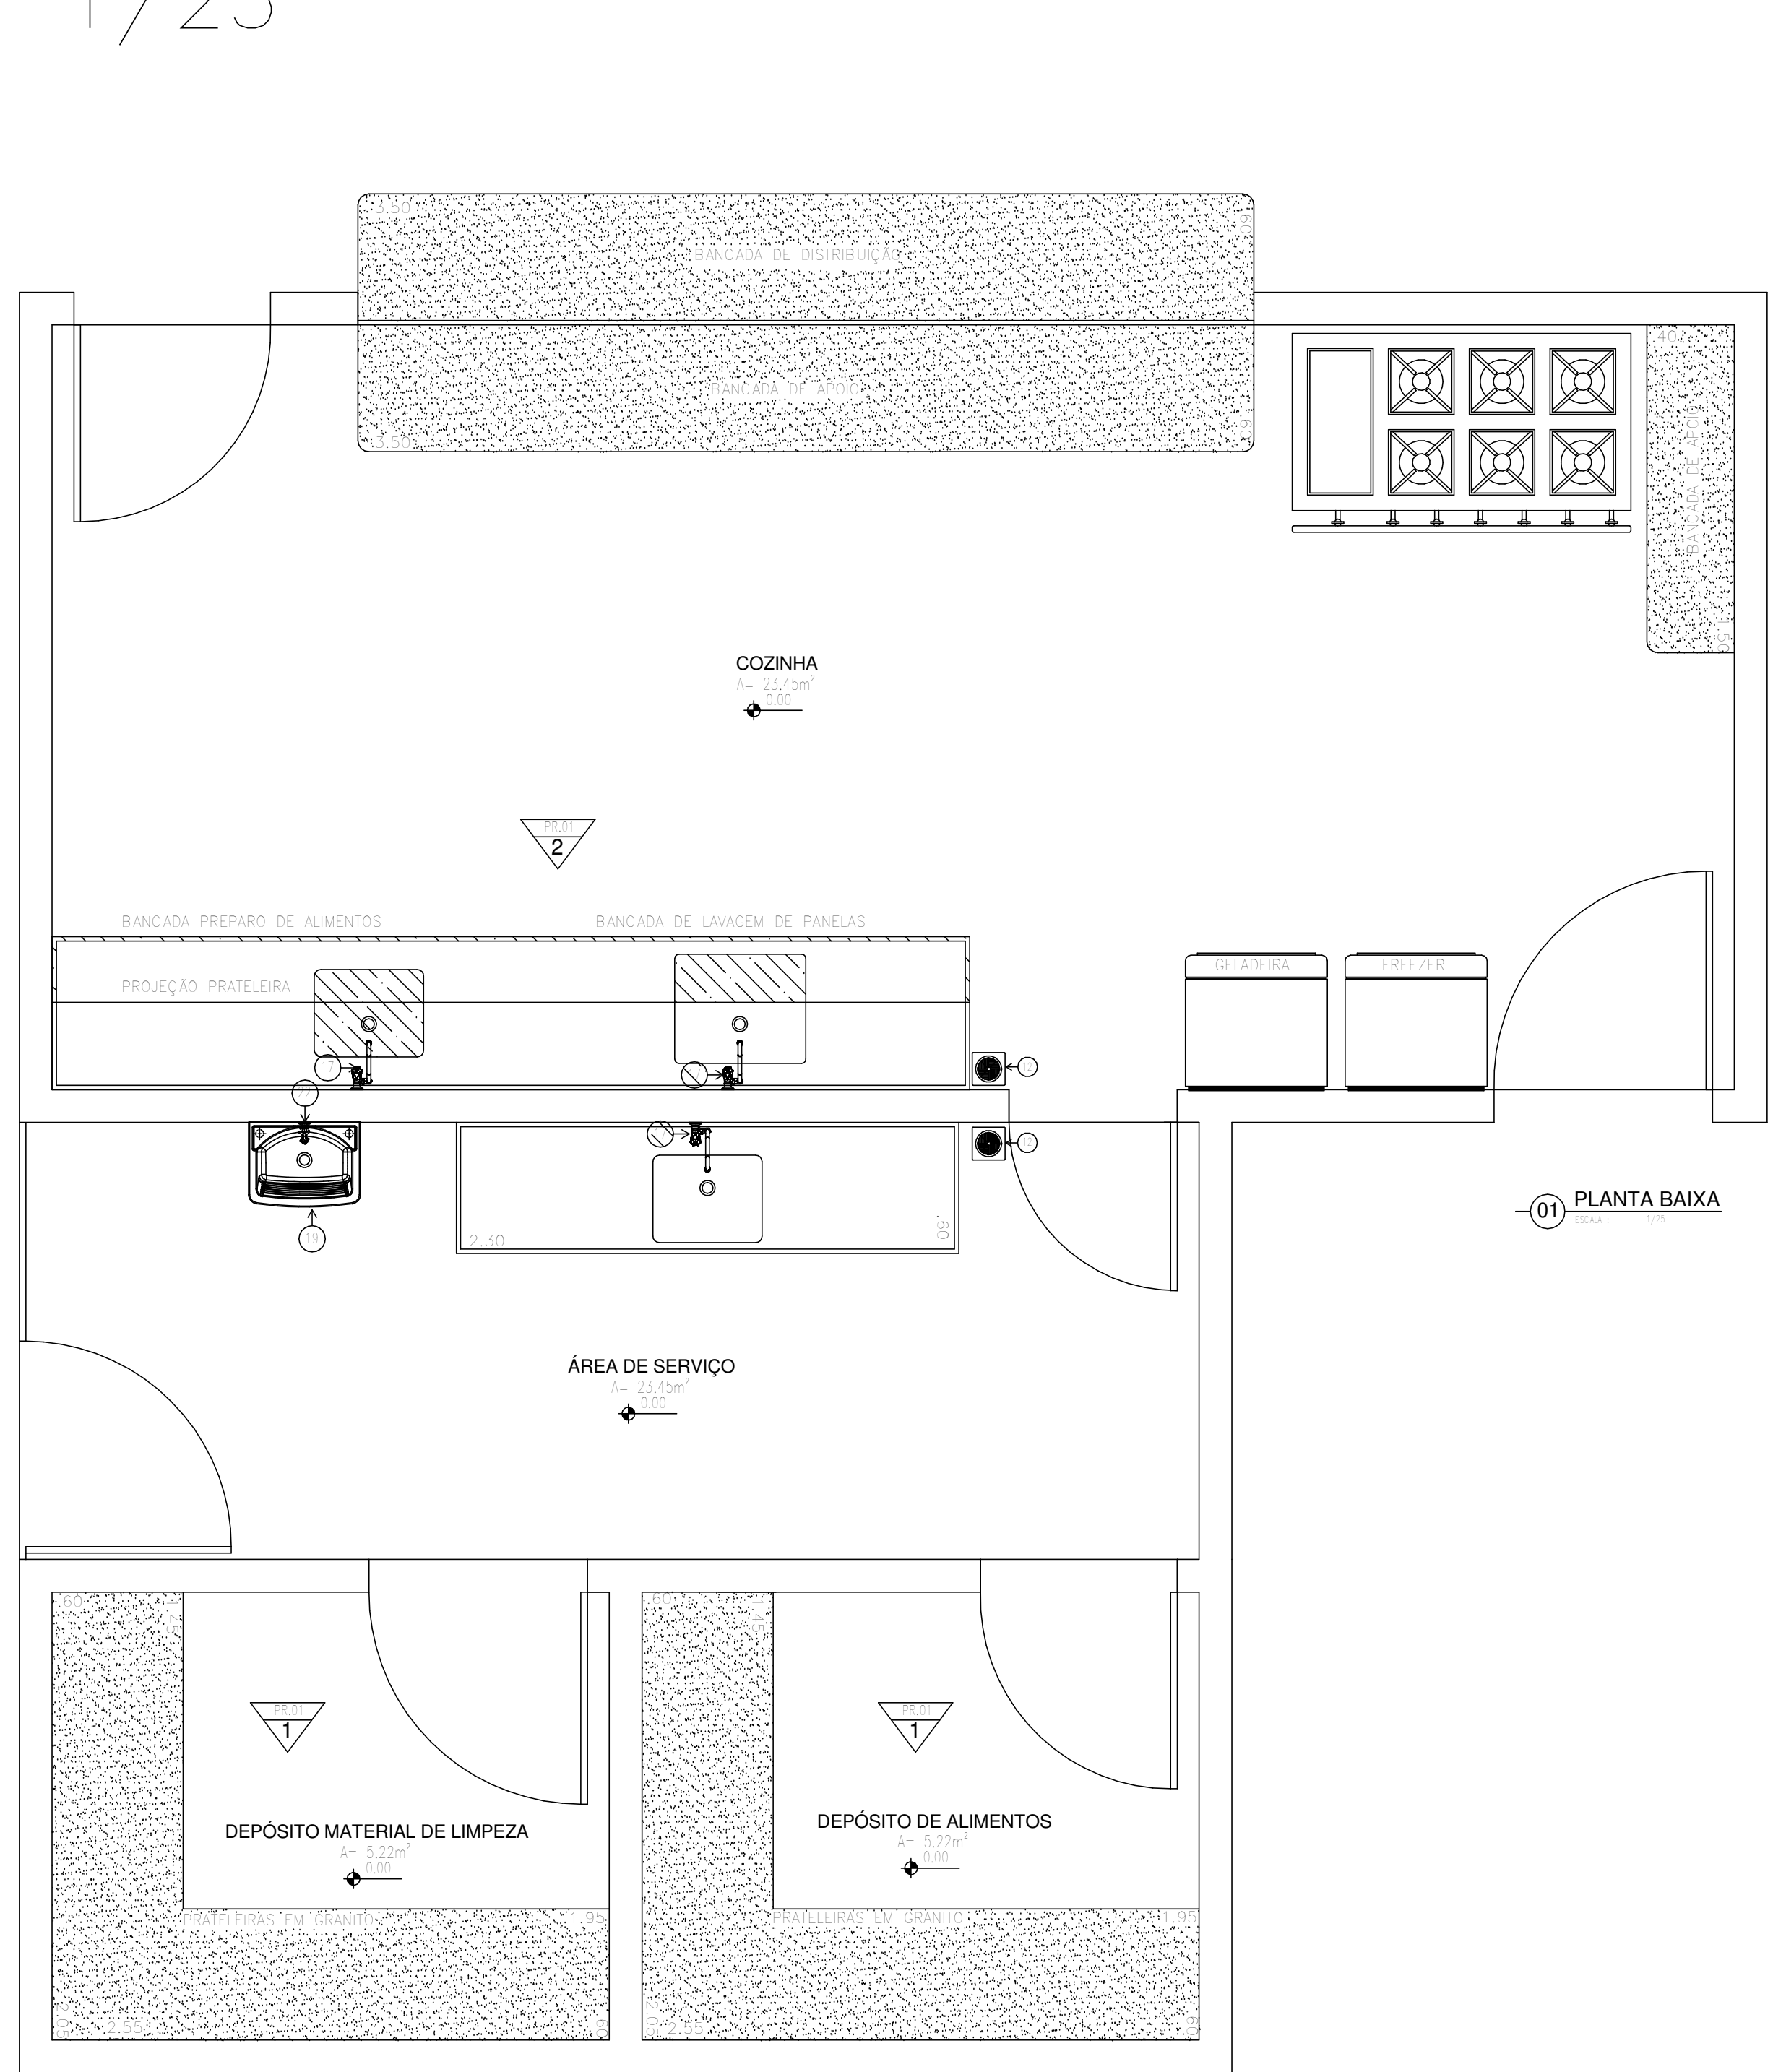 1/25
3.50
.60
BANCADA DE DISTRIBUIÇÃO
BANCADA DE APOIO
3.50
.60
.40
BANCADA DE APOIO
1.50
COZINHA
A= 23.45m²
0.00
PR.01
2
BANCADA PREPARO DE ALIMENTOS
BANCADA DE LAVAGEM DE PANELAS
PROJEÇÃO PRATELEIRA
GELADEIRA
FREEZER
17
17
12
22
17
12
19
2.30
.60
01
PLANTA BAIXA
ESCALA : 1/25
ÁREA DE SERVIÇO
A= 23.45m²
0.00
.60
1.45
.60
1.45
PR.01
1
PR.01
1
DEPÓSITO MATERIAL DE LIMPEZA
A= 5.22m²
0.00
DEPÓSITO DE ALIMENTOS
A= 5.22m²
0.00
PRATELEIRAS EM GRANITO
1.95
PRATELEIRAS EM GRANITO
1.95
2.05
2.55
.60
2.05
2.55
.60